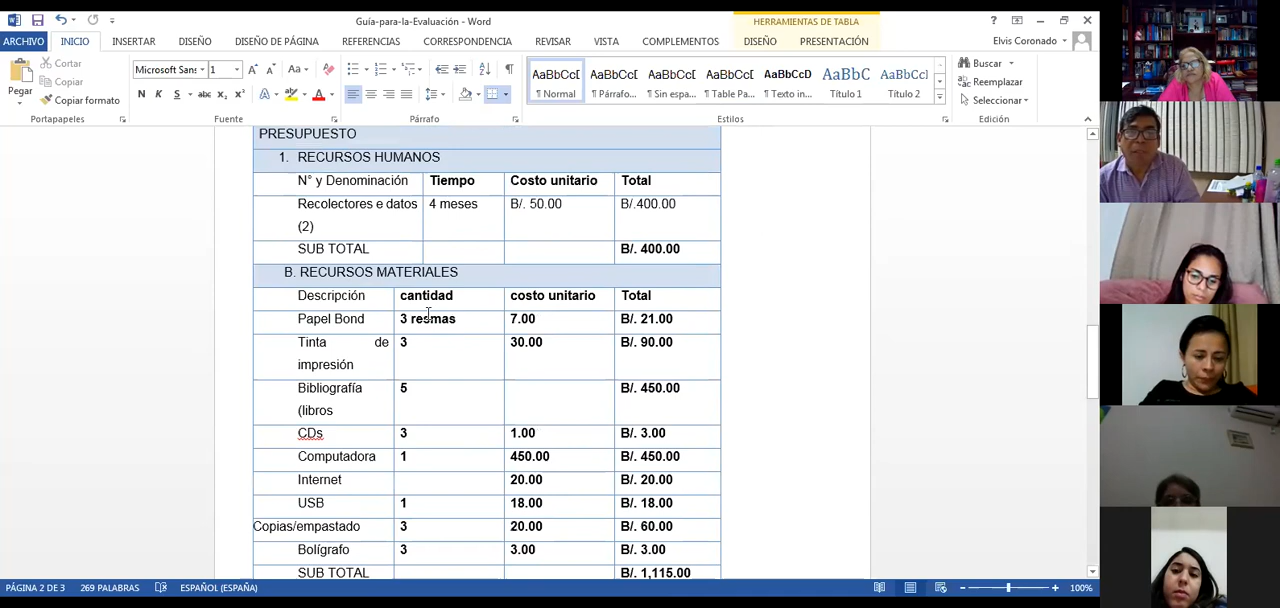 Guía-para-la-Evaluación - Word
HERRAMIENTAS DE TABLA
ARCHIVO INICIO INSERTAR DISEÑO DISEÑO DE PÁGINA REFERENCIAS CORRESPONDENCIA REVISAR VISTA COMPLEMENTOS DISEÑO PRESENTACIÓN Elvis Coronado
Pegar
Cortar
Copiar
Copiar formato
Portapapeles
Microsoft Sans 1
N K S abc x₂ x²
Fuente
Párrafo
AaBbCcD AaBbCcD AaBbCcD AaBbCcD AaBbCcD AaBbC AaBbCcI
¶ Normal ¶ Párrafo... ¶ Sin espa... ¶ Table Pa... ¶ Texto in... Título 1 Título 2
Estilos
Buscar
Reemplazar
Seleccionar
Edición
PRESUPUESTO
1. RECURSOS HUMANOS
N° y Denominación Tiempo Costo unitario Total
Recolectores e datos 4 meses B/. 50.00 B/.400.00
(2)
SUB TOTAL B/. 400.00
B. RECURSOS MATERIALES
Descripción cantidad costo unitario Total
Papel Bond 3 resmas 7.00 B/. 21.00
Tinta de 3 30.00 B/. 90.00
impresión
Bibliografía 5 B/. 450.00
(libros
CDs 3 1.00 B/. 3.00
Computadora 1 450.00 B/. 450.00
Internet 20.00 B/. 20.00
USB 1 18.00 B/. 18.00
Copias/empastado 3 20.00 B/. 60.00
Bolígrafo 3 3.00 B/. 3.00
SUB TOTAL B/. 1,115.00
PÁGINA 2 DE 3 269 PALABRAS ESPAÑOL (ESPAÑA) 100%